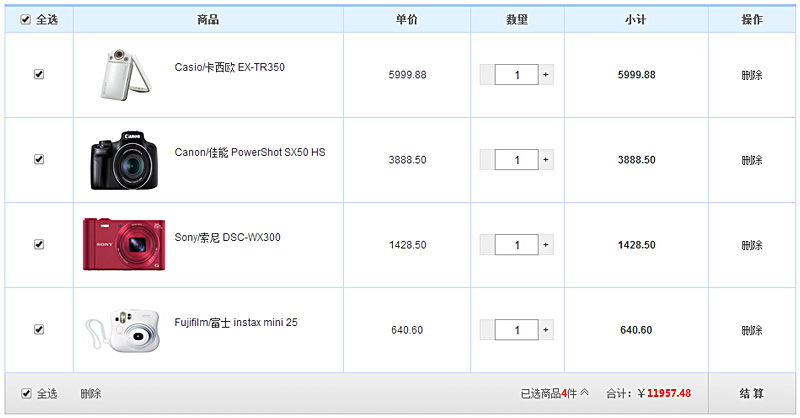 全选 商品 单价 数量 小计 操作
Casio/卡西欧 EX-TR350 5999.88 1 + 5999.88 删除
Canon
Canon/佳能 PowerShot SX50 HS 3888.50 1 + 3888.50 删除
SONY
Sony/索尼 DSC-WX300 1428.50 1 + 1428.50 删除
Fujifilm/富士 instax mini 25 640.60 1 + 640.60 删除
全选 删除 已选商品4件 合计：￥11957.48 结 算